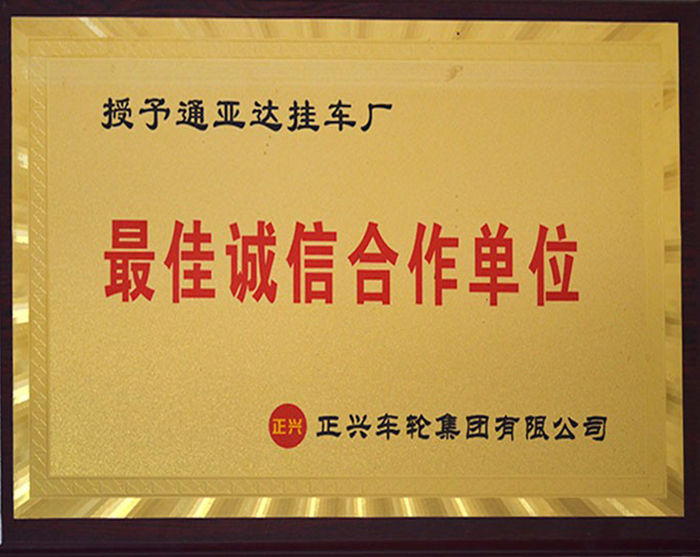 授予通亚达挂车厂
最佳诚信合作单位
正兴 正兴车轮集团有限公司